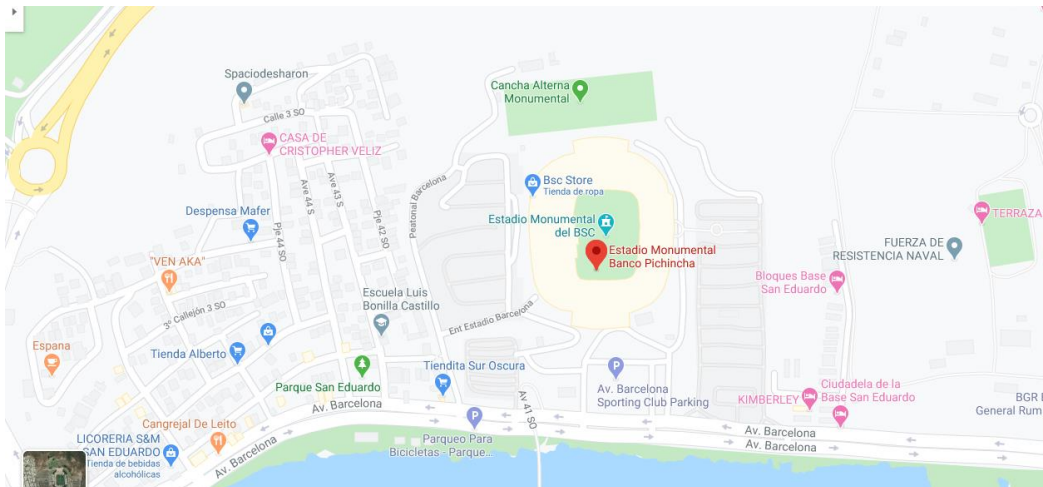 Spaciodesharon
Cancha Alterna
Monumental
Calle 3 SO
CASA DE
CRISTOPHER VELIZ
Peatonal Barcelona
Ave 44 S
Ave 43 S
Pje 42 SO
Pje 44 SO
Bsc Store
Tienda de ropa
Despensa Mafer
Estadio Monumental
del BSC
Estadio Monumental
Banco Pichincha
TERRAZA
FUERZA DE
RESISTENCIA NAVAL
"VEN AKA"
Bloques Base
San Eduardo
Escuela Luis
Bonilla Castillo
3º Callejón 3 SO
Ent Estadio Barcelona
Espana
Tienda Alberto
Tiendita Sur Oscura
Parque San Eduardo
Av. Barcelona
Sporting Club Parking
Ciudadela de la
Base San Eduardo
KIMBERLEY
BGR
General Rum
Av 41 SO
Av. Barcelona
Cangrejal De Leito
P
P
Parqueo Para
Bicicletas - Parque...
Av. Barcelona
Av. Barcelona
Av. Barcelona
LICORERIA S&M
SAN EDUARDO
Tienda de bebidas
alcohólicas